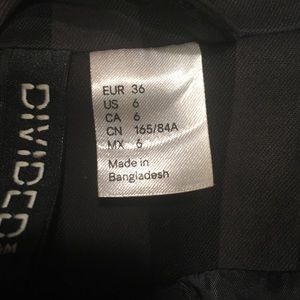 DIVIDED
EUR 36
US 6
CA 6
CN 165/84A
MX 6
Made in
Bangladesh